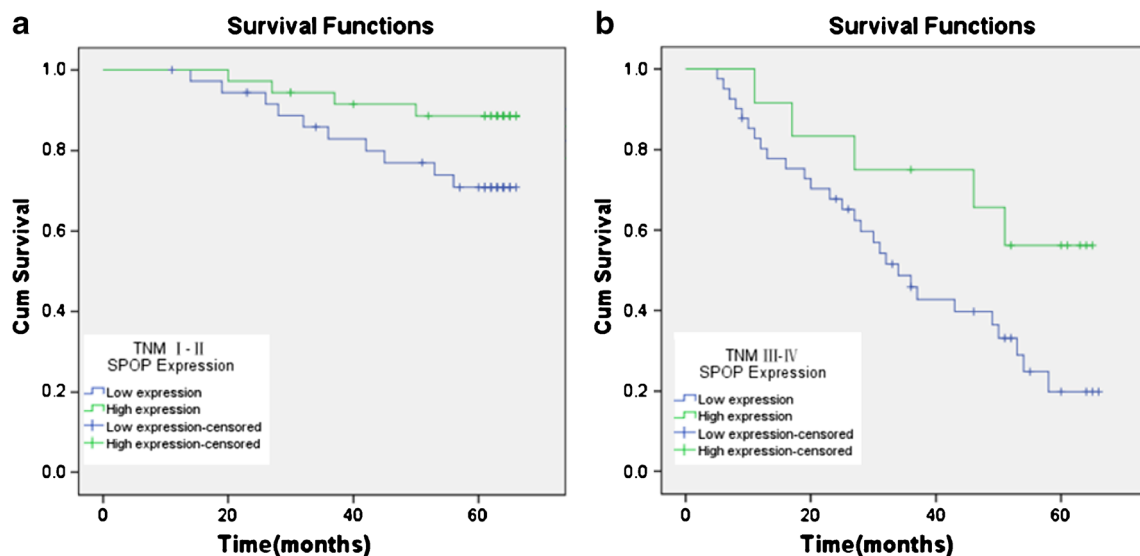 a
Survival Functions
Cum Survival
1.0
0.8
0.6
0.4
0.2
0.0
TNM Ⅰ-Ⅱ
SPOP Expression
Low expression
High expression
Low expression-censored
High expression-censored
0 20 40 60
Time(months)
b
Survival Functions
Cum Survival
1.0
0.8
0.6
0.4
0.2
0.0
TNM Ⅲ-Ⅳ
SPOP Expression
Low expression
High expression
Low expression-censored
High expression-censored
0 20 40 60
Time(months)